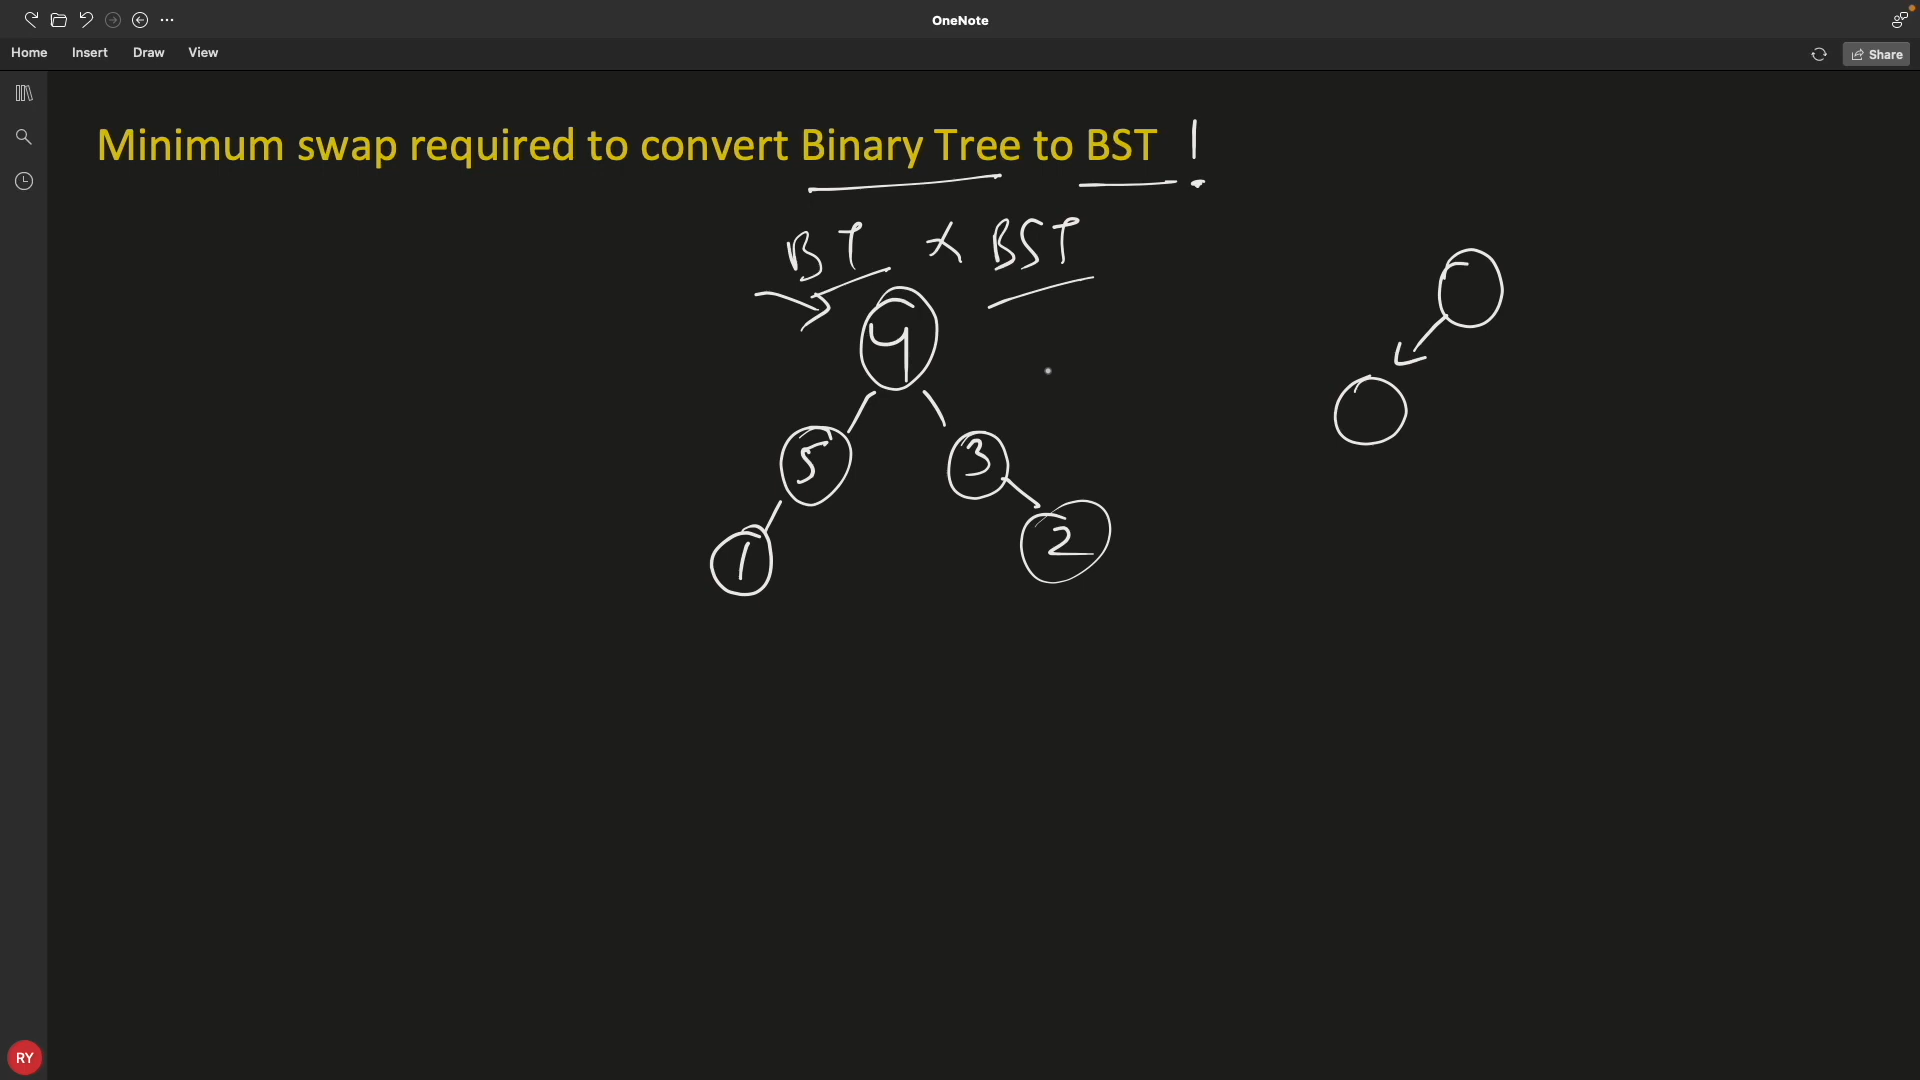 OneNote
Home Insert Draw View
Share
Minimum swap required to convert Binary Tree to BST !
BT x BST
4
5 3
1 2
RY